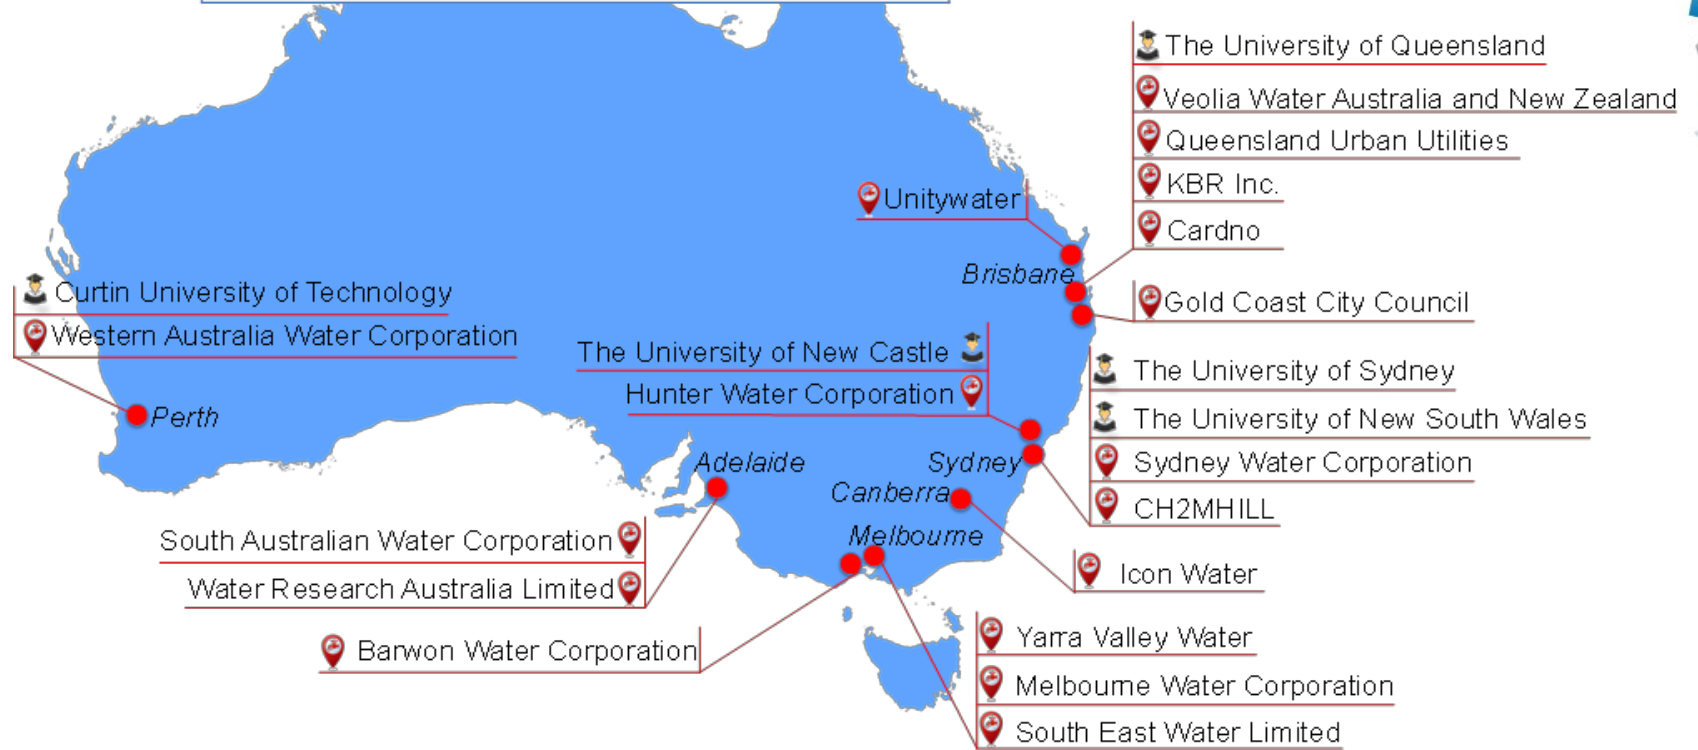 The University of Queensland
Veolia Water Australia and New Zealand
Queensland Urban Utilities
KBR Inc.
Unitywater
Cardno
Brisbane
Curtin University of Technology
Gold Coast City Council
Western Australia Water Corporation
The University of New Castle
The University of Sydney
Hunter Water Corporation
Perth
The University of New South Wales
Adelaide
Sydney
Sydney Water Corporation
Canberra
CH2MHILL
South Australian Water Corporation
Melbourne
Icon Water
Water Research Australia Limited
Barwon Water Corporation
Yarra Valley Water
Melbourne Water Corporation
South East Water Limited